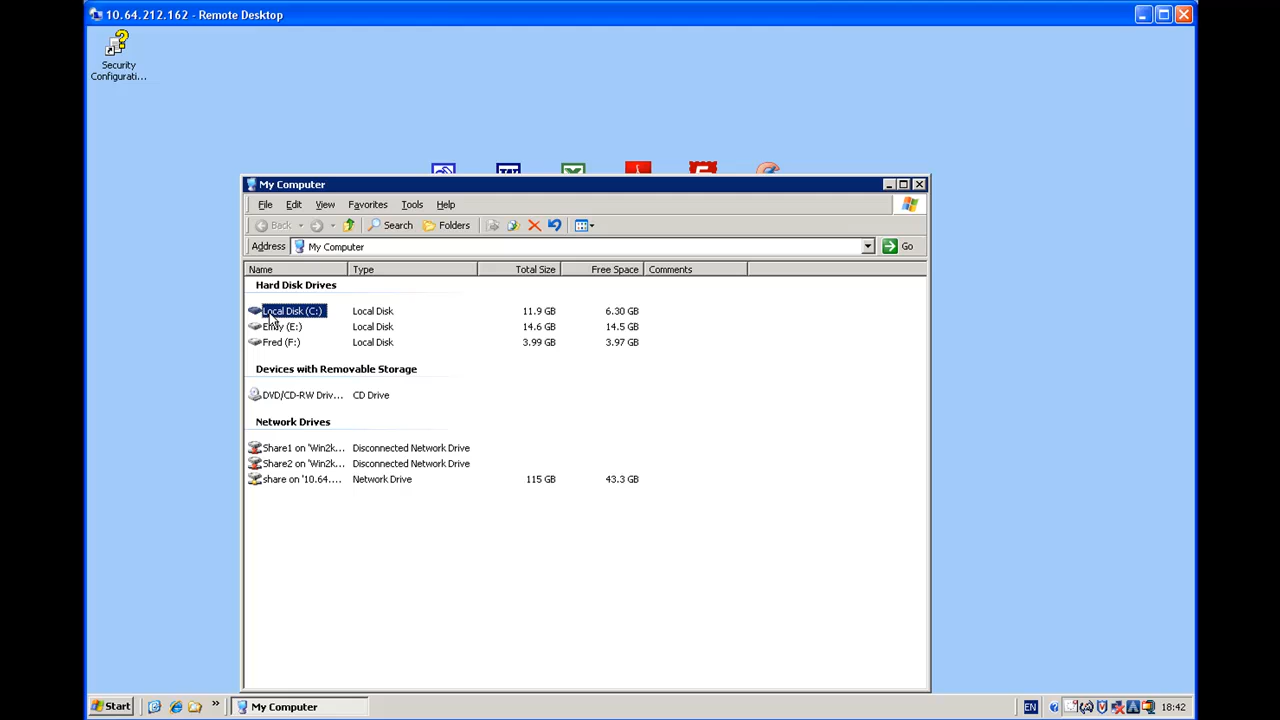 10.64.212.162 - Remote Desktop
Security
Configurati...
My Computer
File Edit View Favorites Tools Help
Back Search Folders
Address My Computer Go
Name Type Total Size Free Space Comments
Hard Disk Drives
Local Disk (C:) Local Disk 11.9 GB 6.30 GB
(E:) Local Disk 14.6 GB 14.5 GB
Fred (F:) Local Disk 3.99 GB 3.97 GB
Devices with Removable Storage
DVD/CD-RW Driv... CD Drive
Network Drives
Share1 on 'Win2k... Disconnected Network Drive
Share2 on 'Win2k... Disconnected Network Drive
share on '10.64.... Network Drive 115 GB 43.3 GB
Start » My Computer EN 18:42